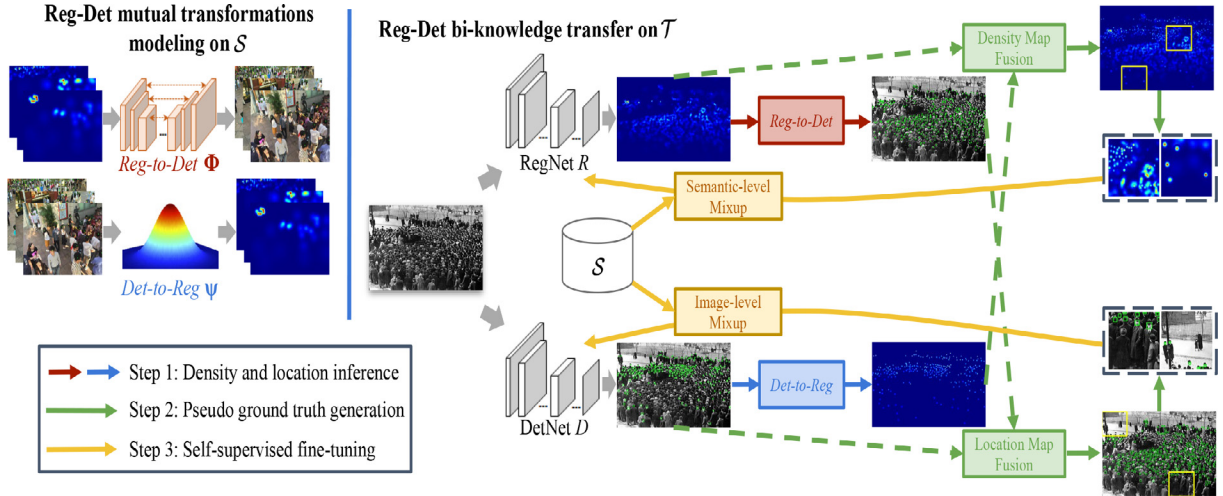 Reg-Det mutual transformations
modeling on 𝒮
...
Reg-to-Det Φ
Det-to-Reg ψ
Step 1: Density and location inference
Step 2: Pseudo ground truth generation
Step 3: Self-supervised fine-tuning
Reg-Det bi-knowledge transfer on 𝒯
... ...
RegNet R
Reg-to-Det
Density Map
Fusion
Semantic-level
Mixup
𝒮
Image-level
Mixup
... ...
DetNet D
Det-to-Reg
Location Map
Fusion